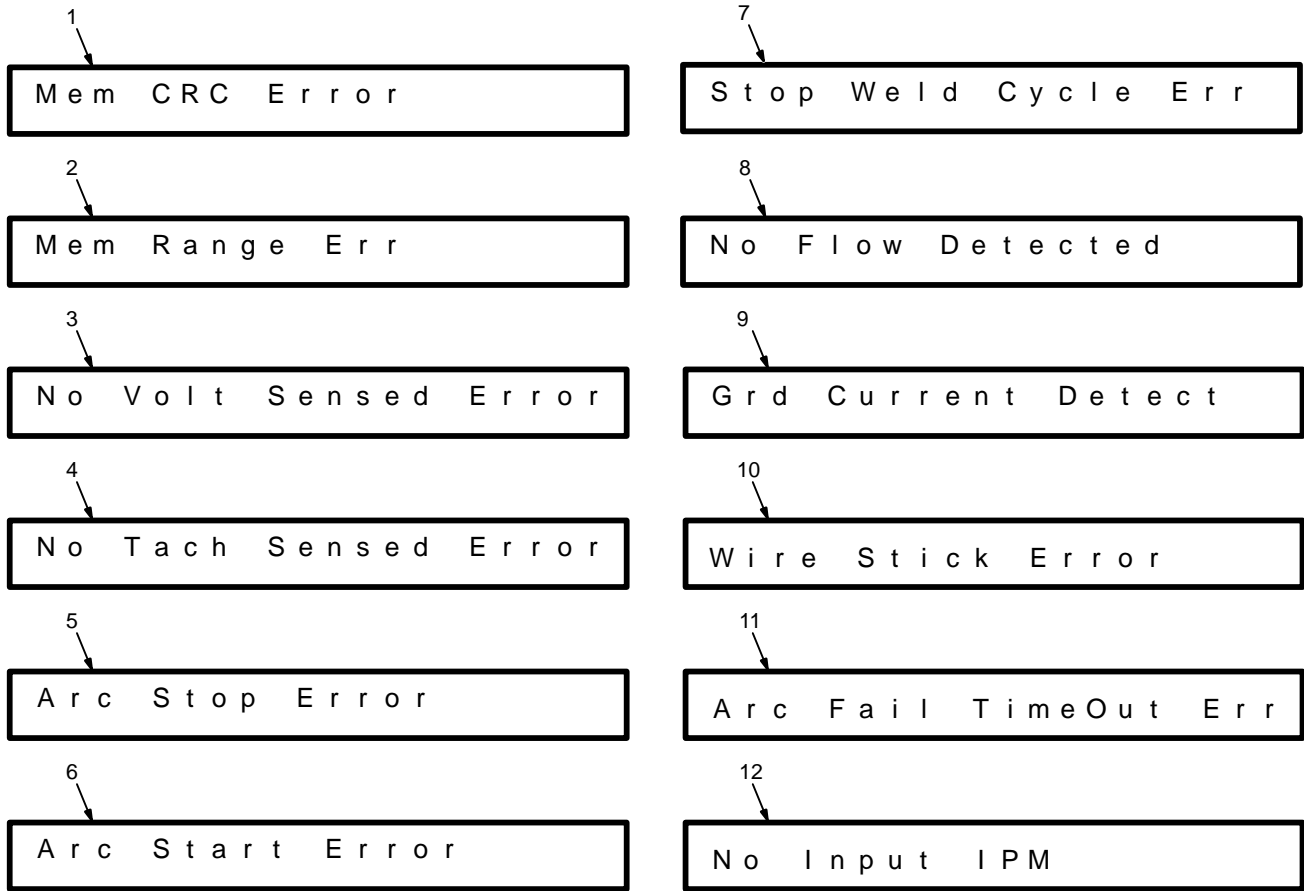 1
Mem CRC Error
2
Mem Range Err
3
No Volt Sensed Error
4
No Tach Sensed Error
5
Arc Stop Error
6
Arc Start Error
7
Stop Weld Cycle Err
8
No Flow Detected
9
Grd Current Detect
10
Wire Stick Error
11
Arc Fail TimeOut Err
12
No Input IPM